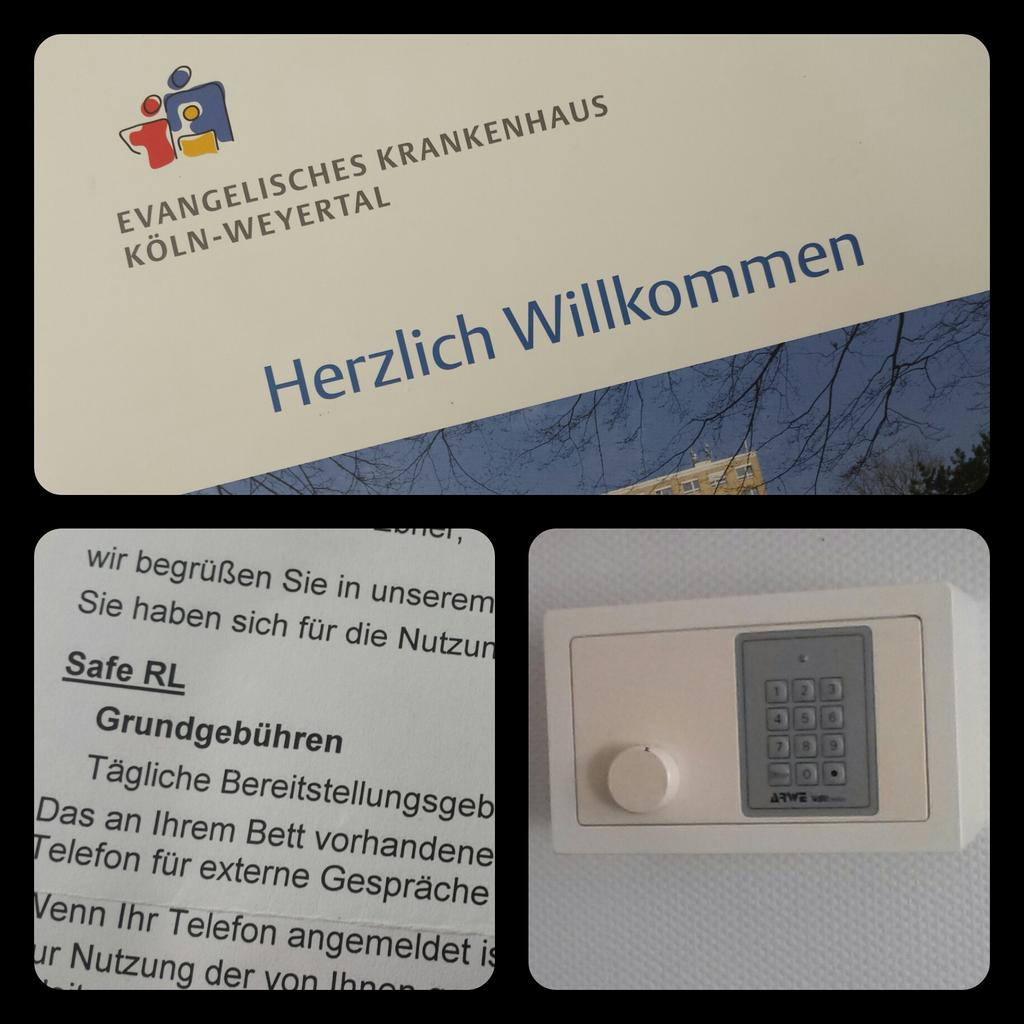 EVANGELISCHES KRANKENHAUS
KÖLN-WEYERTAL
Herzlich Willkommen
wir begrüßen Sie in unserem
Sie haben sich für die Nutzun
Safe RL
Grundgebühren
Tägliche Bereitstellungsgeb
Das an Ihrem Bett vorhandene
Telefon für externe Gespräche
Wenn Ihr Telefon angemeldet is
ur Nutzung der von Ihnen
1 2 3
4 5 6
7 8 9
0
ARWE